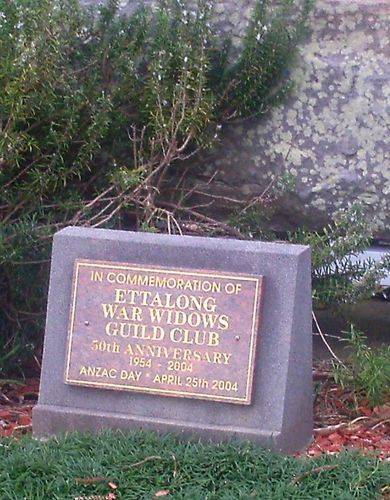 IN COMMEMORATION OF
ETTALONG
WAR WIDOWS
GUILD CLUB
50th ANNIVERSARY
1954 - 2004
ANZAC DAY * APRIL 25th 2004